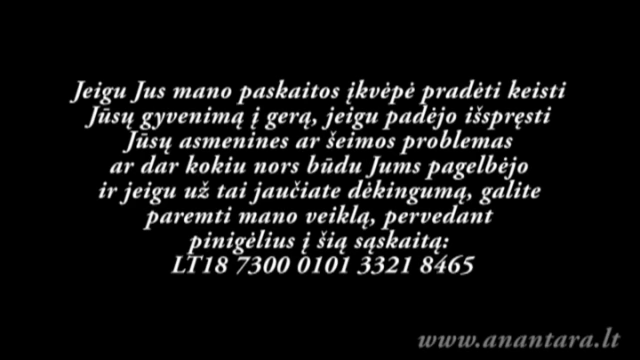 Jeigu Jus mano paskaitos įkvėpė pradėti keisti
Jūsų gyvenimą į gerą, jeigu padėjo išspręsti
Jūsų asmenines ar šeimos problemas
ar dar kokiu nors būdu Jums pagelbėjo
ir jeigu už tai jaučiate dėkingumą, galite
paremti mano veiklą, pervedant
pinigėlius į šią sąskaitą:
LT18 7300 0101 3321 8465
www.anantara.lt